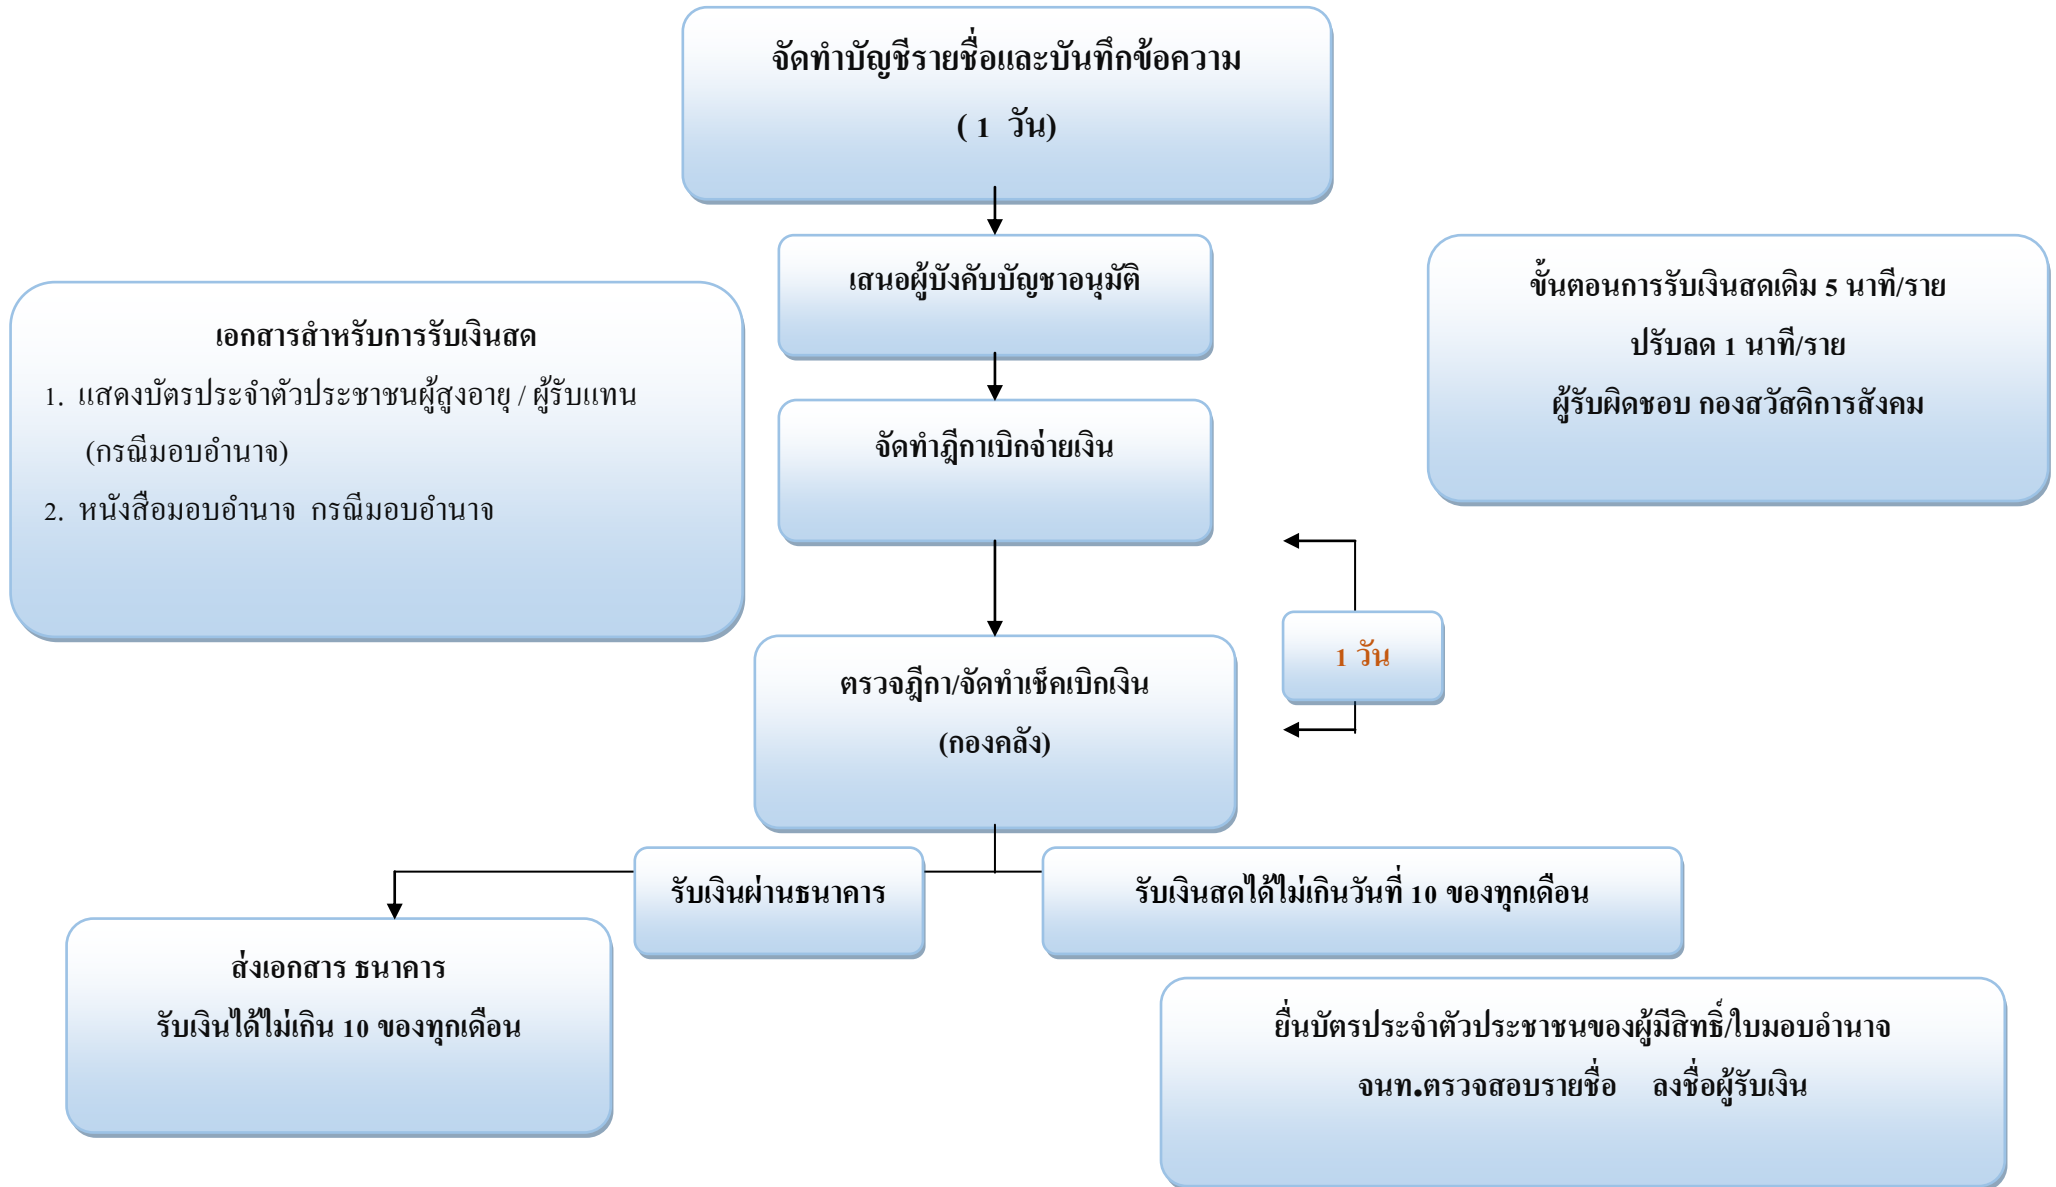 จัดทำบัญชีรายชื่อและบันทึกข้อความ
( 1 วัน)
เสนอผู้บังคับบัญชาอนุมัติ
ขั้นตอนการรับเงินสดเดิม 5 นาที/ราย
ปรับลด 1 นาที/ราย
ผู้รับผิดชอบ กองสวัสดิการสังคม
เอกสารสำหรับการรับเงินสด
1. แสดงบัตรประจำตัวประชาชนผู้สูงอายุ / ผู้รับแทน
(กรณีมอบอำนาจ)
2. หนังสือมอบอำนาจ กรณีมอบอำนาจ
จัดทำฎีกาเบิกจ่ายเงิน
1 วัน
ตรวจฎีกา/จัดทำเช็คเบิกเงิน
(กองคลัง)
รับเงินผ่านธนาคาร
รับเงินสดได้ไม่เกินวันที่ 10 ของทุกเดือน
ส่งเอกสาร ธนาคาร
รับเงินได้ไม่เกิน 10 ของทุกเดือน
ยื่นบัตรประจำตัวประชาชนของผู้มีสิทธิ์/ใบมอบอำนาจ
จนท.ตรวจสอบรายชื่อ ลงชื่อผู้รับเงิน